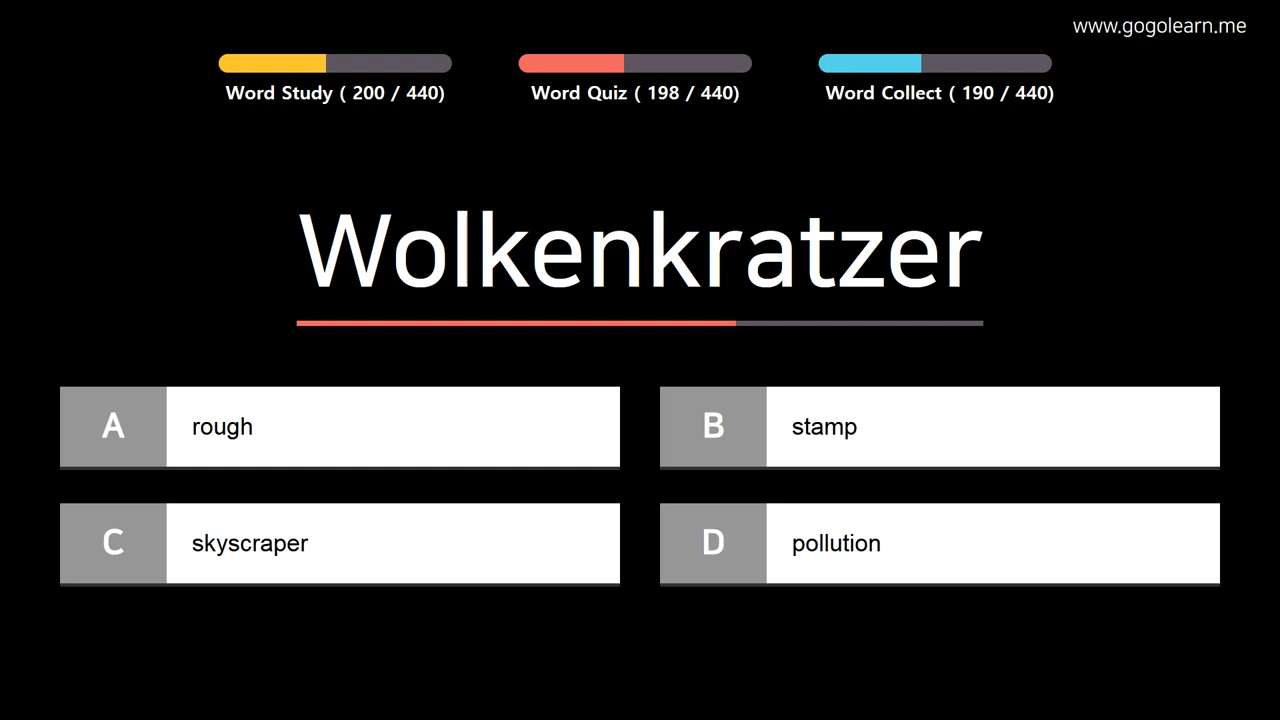 www.gogolearn.me
Word Study ( 200 / 440)
Word Quiz ( 198 / 440)
Word Collect ( 190 / 440)
Wolkenkratzer
A rough
B stamp
C skyscraper
D pollution